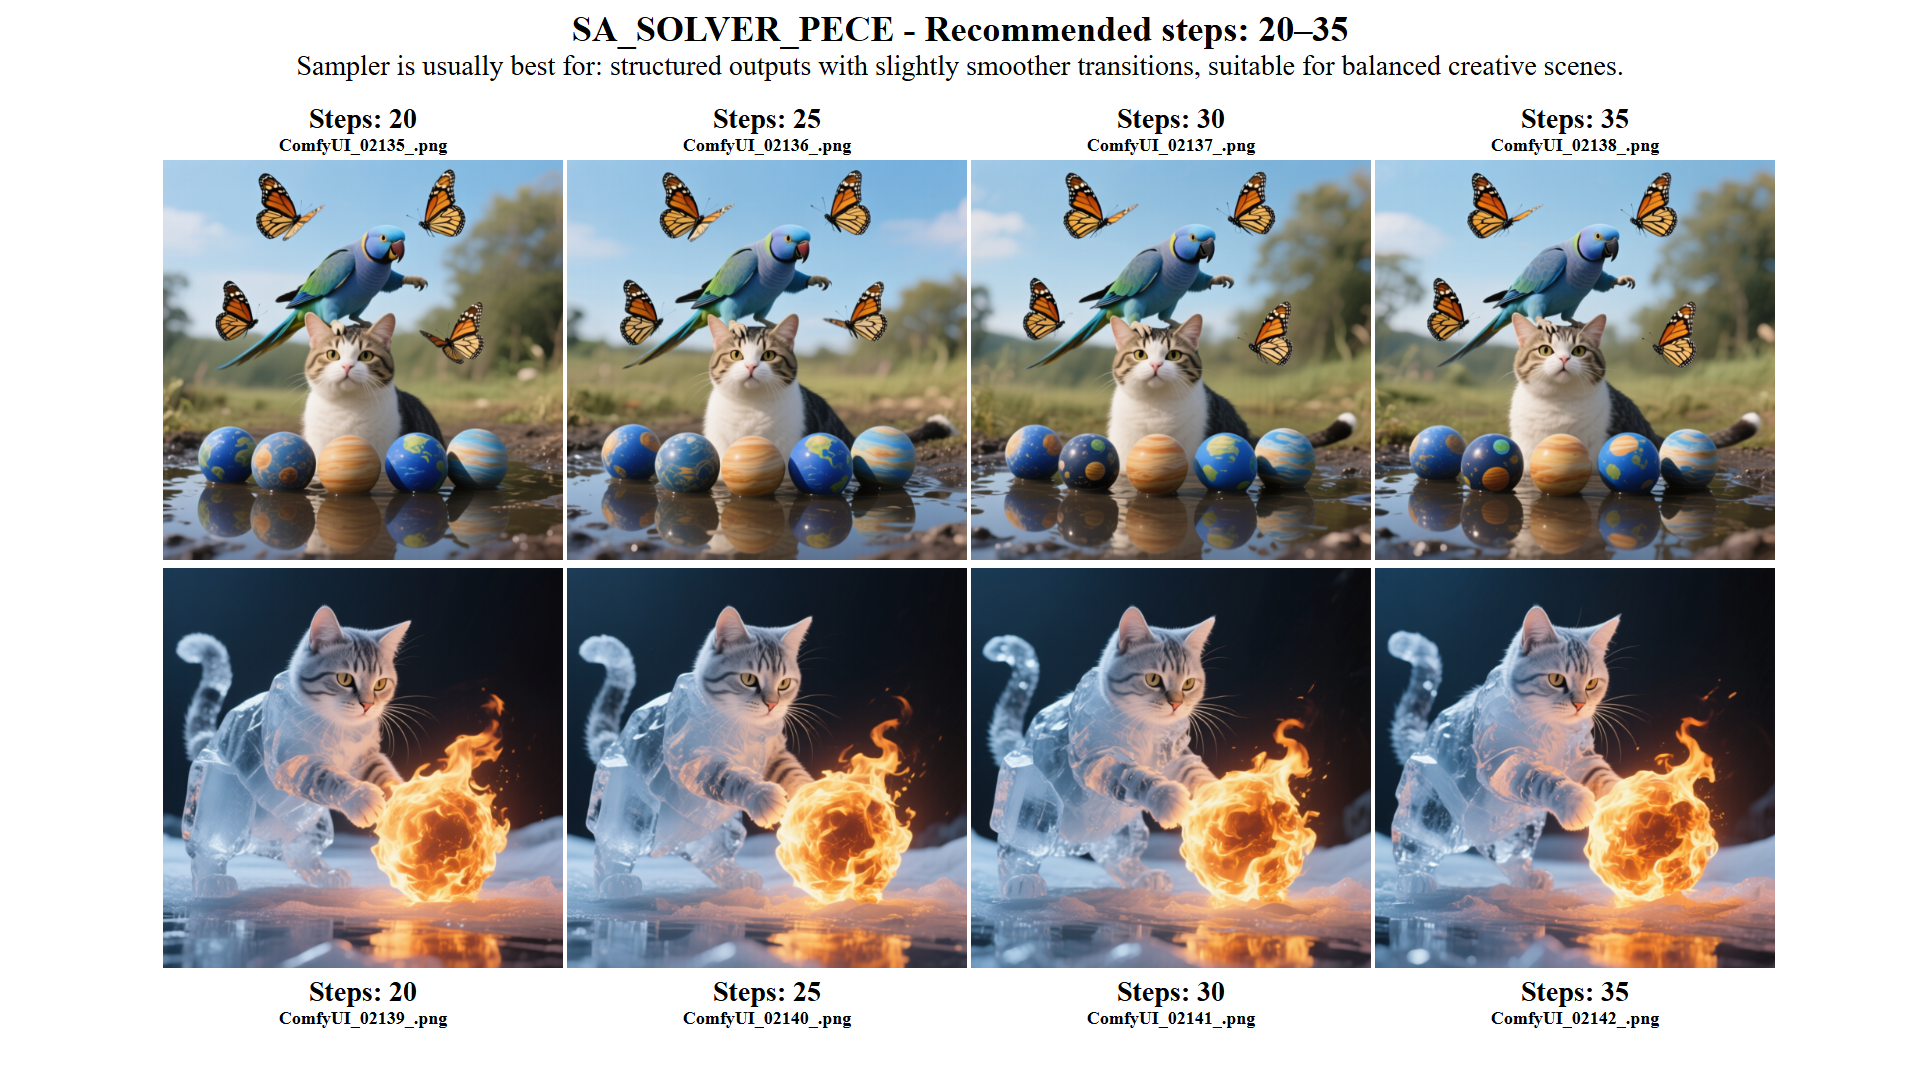 SA_SOLVER_PECE - Recommended steps: 20–35
Sampler is usually best for: structured outputs with slightly smoother transitions, suitable for balanced creative scenes.
Steps: 20
ComfyUI_02135_.png
Steps: 25
ComfyUI_02136_.png
Steps: 30
ComfyUI_02137_.png
Steps: 35
ComfyUI_02138_.png
Steps: 20
ComfyUI_02139_.png
Steps: 25
ComfyUI_02140_.png
Steps: 30
ComfyUI_02141_.png
Steps: 35
ComfyUI_02142_.png